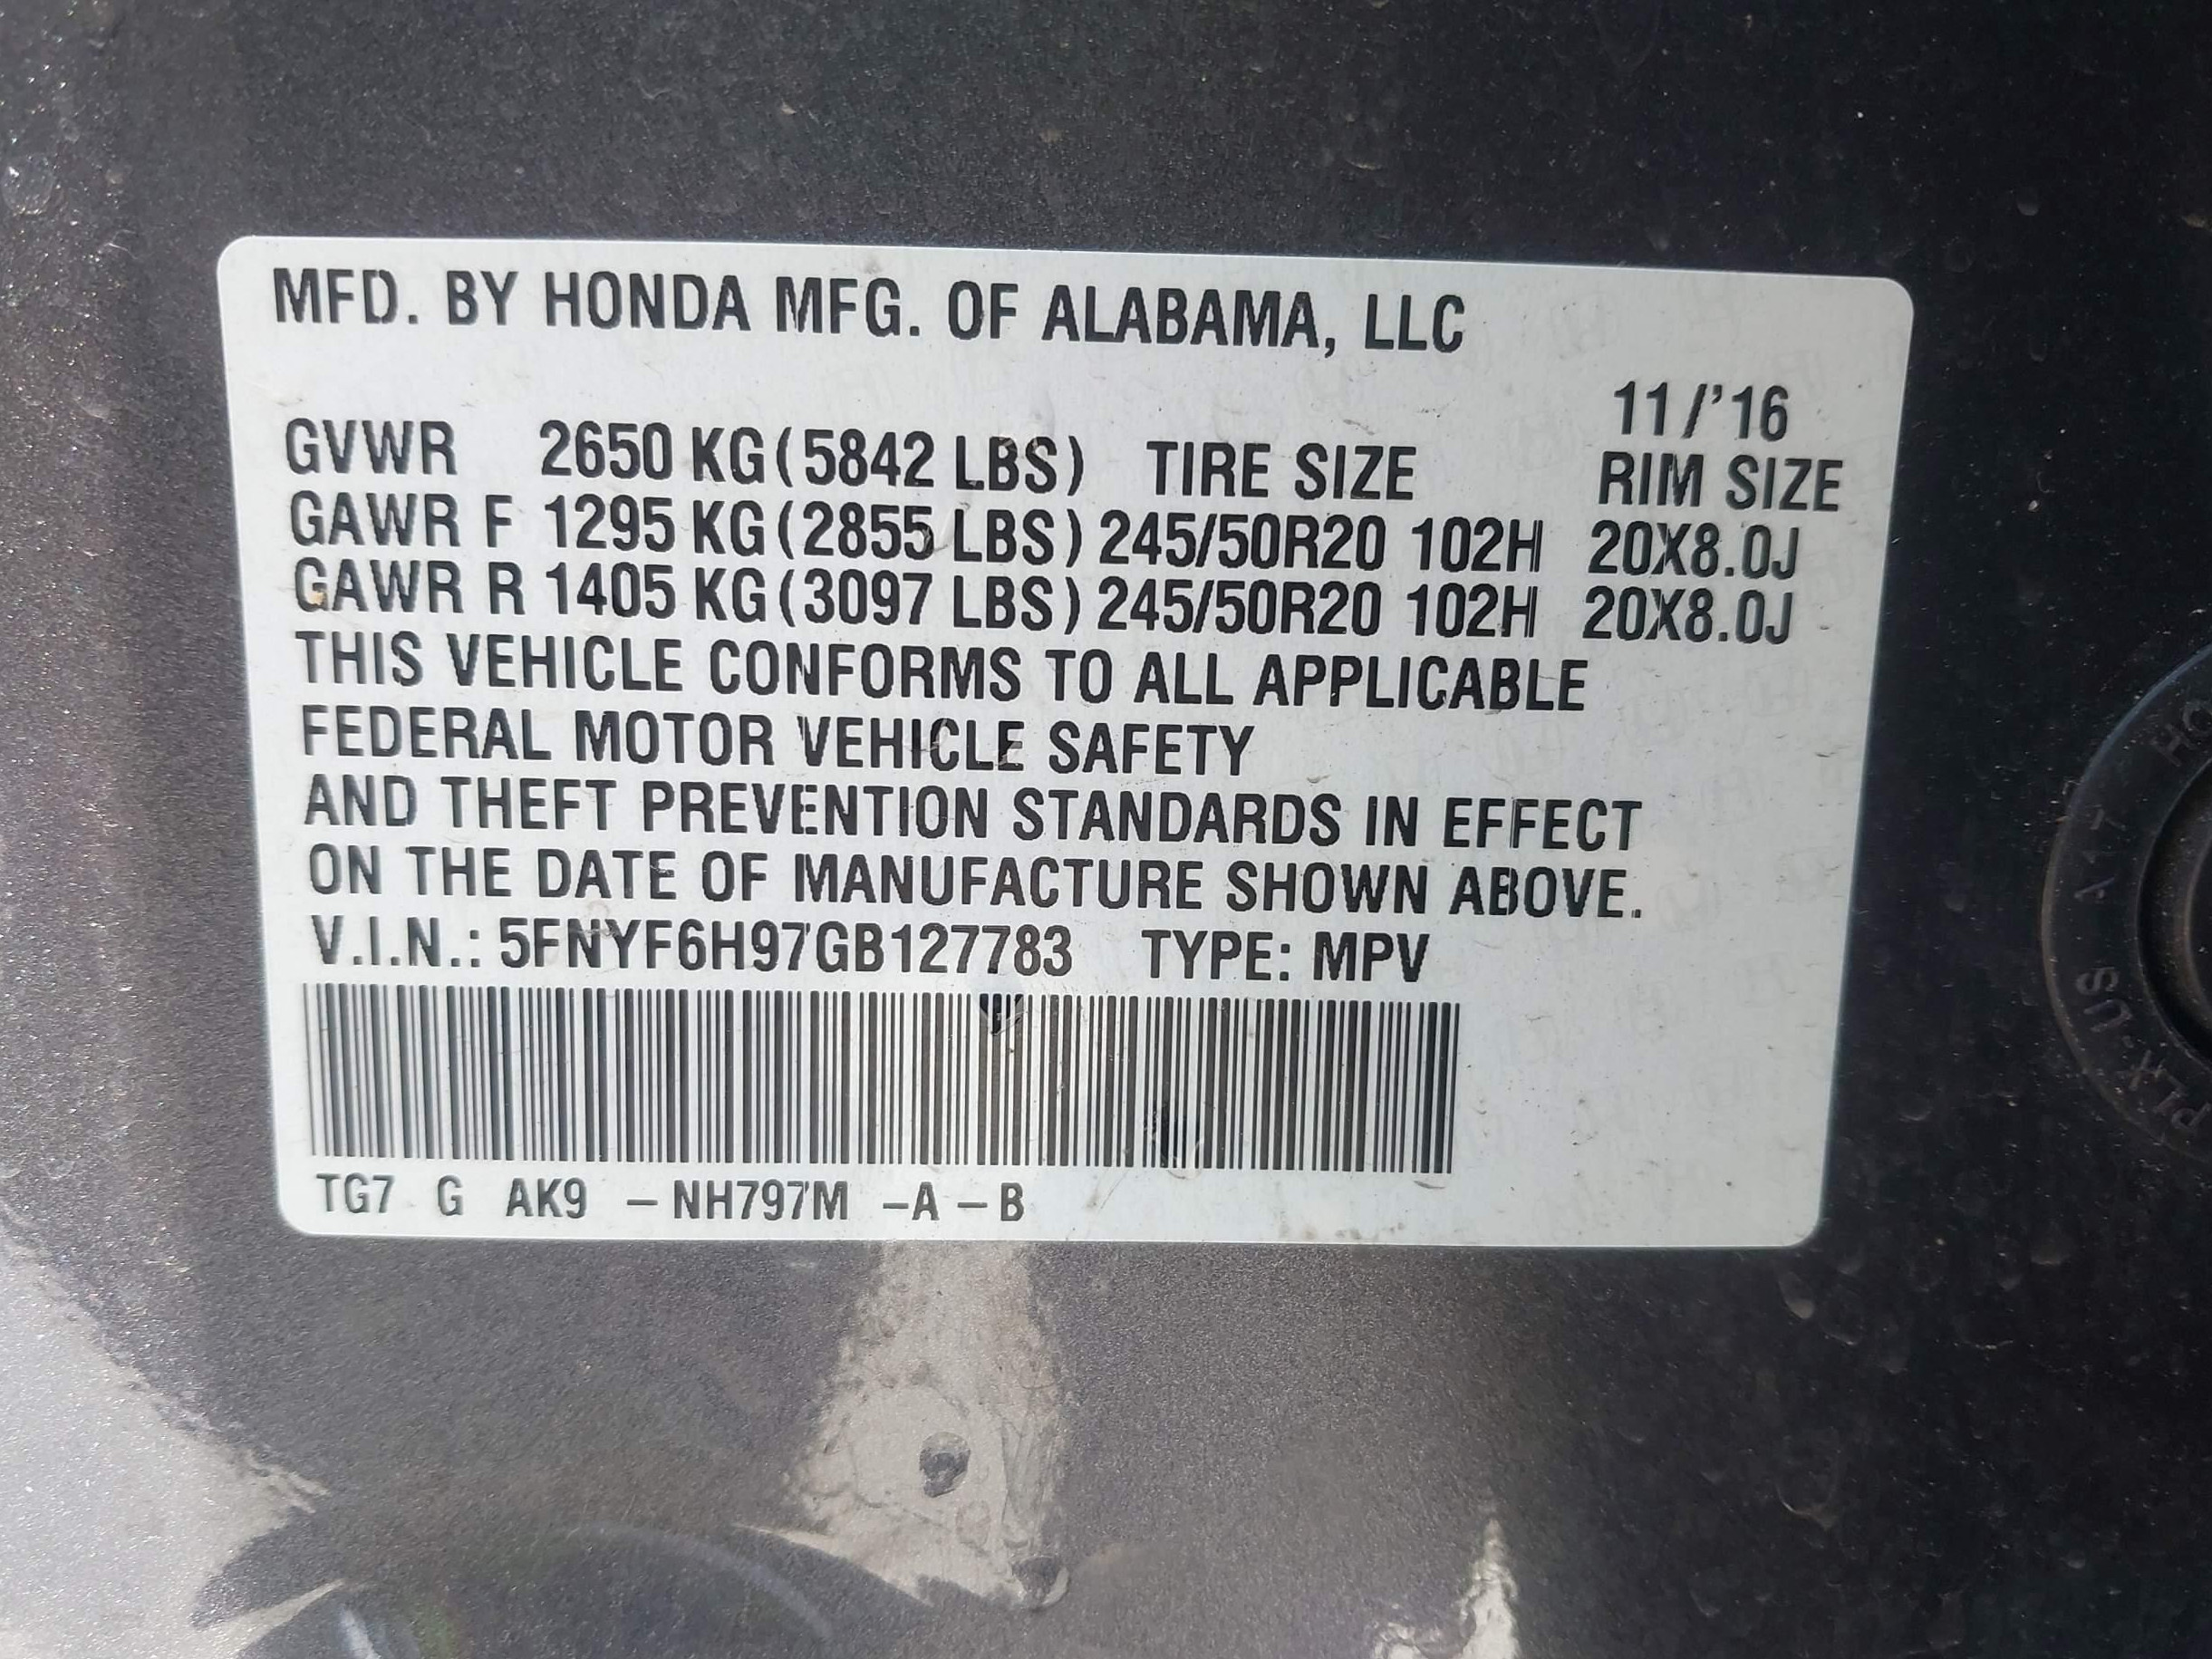 MFD. BY HONDA MFG. OF ALABAMA, LLC
11/'16
GVWR 2650 KG (5842 LBS) TIRE SIZE RIM SIZE
GAWR F 1295 KG (2855 LBS) 245/50R20 102H 20X8.0J
GAWR R 1405 KG (3097 LBS) 245/50R20 102H 20X8.0J
THIS VEHICLE CONFORMS TO ALL APPLICABLE
FEDERAL MOTOR VEHICLE SAFETY
AND THEFT PREVENTION STANDARDS IN EFFECT
ON THE DATE OF MANUFACTURE SHOWN ABOVE.
V.I.N.: 5FNYF6H97GB127783 TYPE: MPV
TG7 G AK9 – NH797M –A – B
PLX-US A17